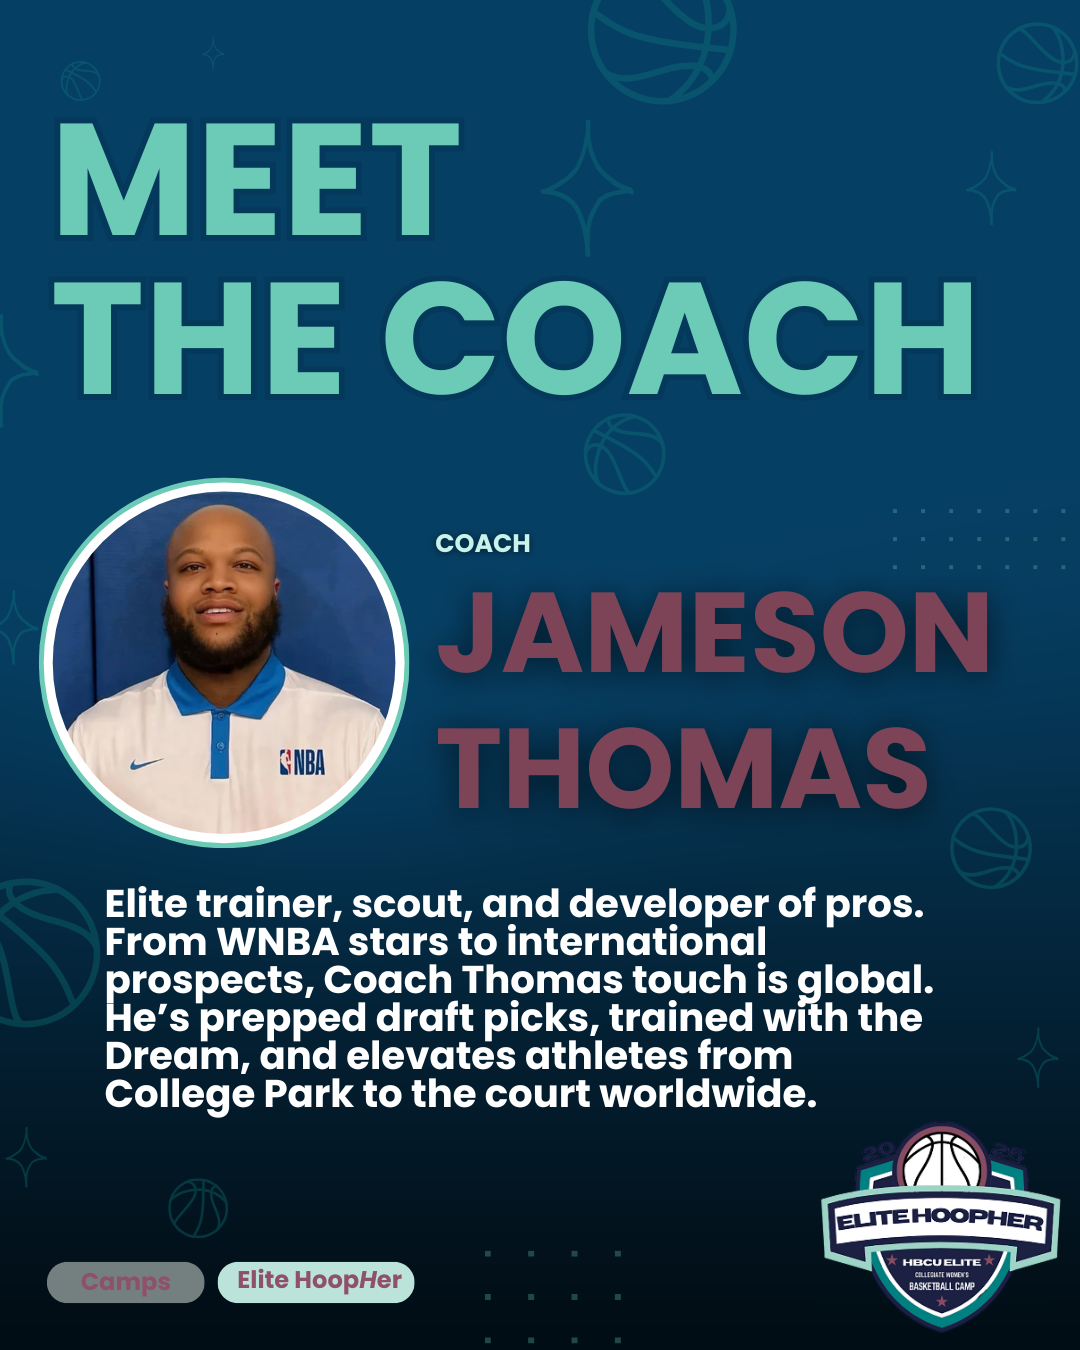 MEET
THE COACH
COACH
JAMESON
THOMAS
NBA
Elite trainer, scout, and developer of pros.
From WNBA stars to international
prospects, Coach Thomas touch is global.
He’s prepped draft picks, trained with the
Dream, and elevates athletes from
College Park to the court worldwide.
Camps
Elite HoopHer
20 25
ELITE HOOPHER
HBCU ELITE
COLLEGIATE WOMEN'S
BASKETBALL CAMP